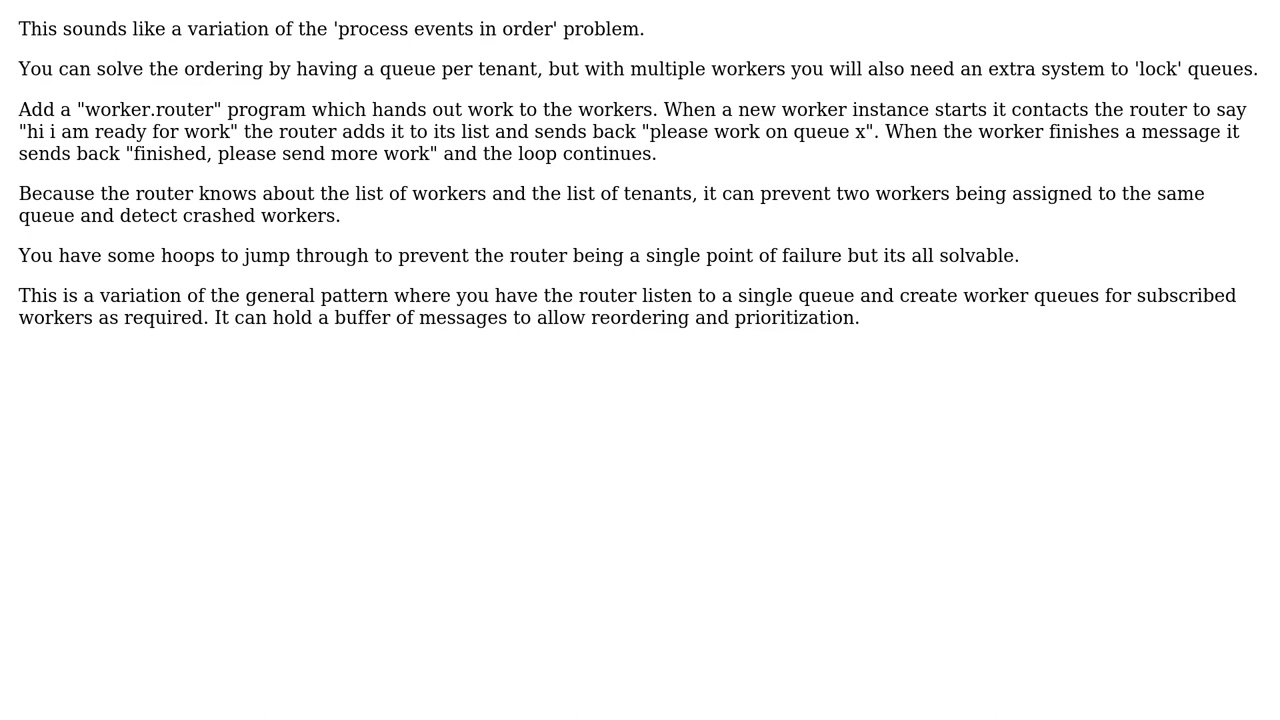 This sounds like a variation of the 'process events in order' problem.
You can solve the ordering by having a queue per tenant, but with multiple workers you will also need an extra system to 'lock' queues.
Add a "worker.router" program which hands out work to the workers. When a new worker instance starts it contacts the router to say
"hi i am ready for work" the router adds it to its list and sends back "please work on queue x". When the worker finishes a message it
sends back "finished, please send more work" and the loop continues.
Because the router knows about the list of workers and the list of tenants, it can prevent two workers being assigned to the same
queue and detect crashed workers.
You have some hoops to jump through to prevent the router being a single point of failure but its all solvable.
This is a variation of the general pattern where you have the router listen to a single queue and create worker queues for subscribed
workers as required. It can hold a buffer of messages to allow reordering and prioritization.